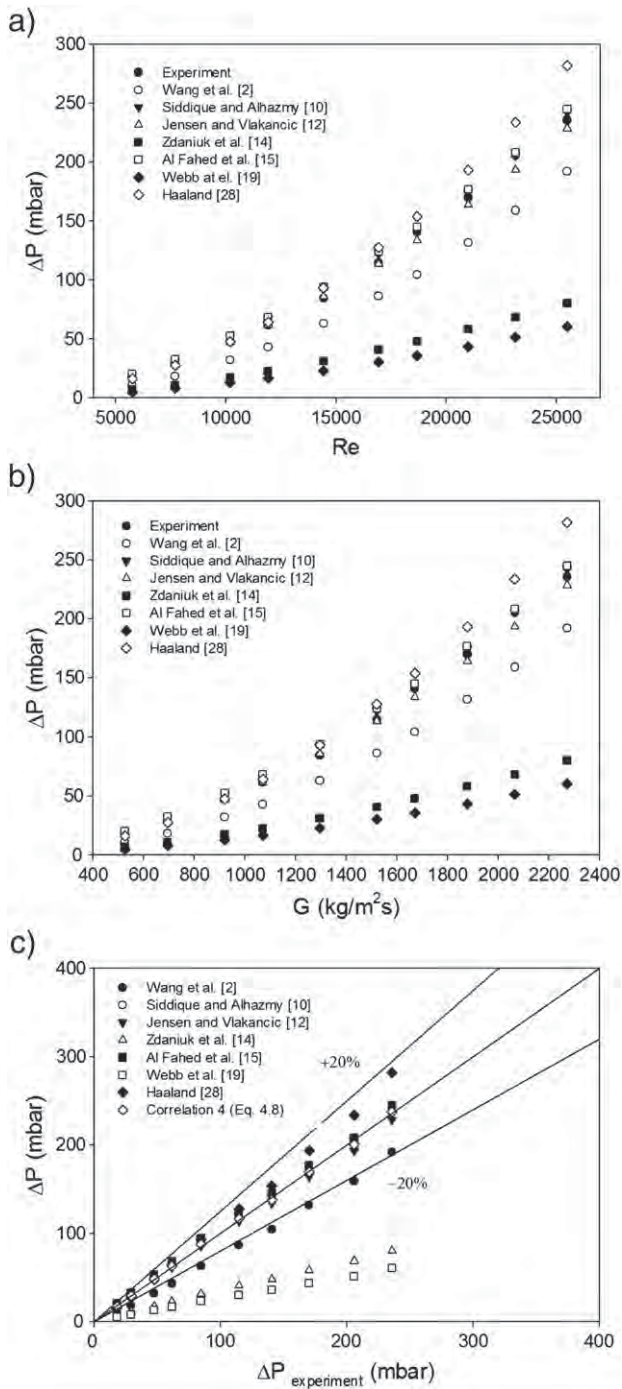 a)
300
250
200
150
100
50
0
ΔP (mbar)
Experiment
Wang et al. [2]
Siddique and Alhazmy [10]
Jensen and Vlakancic [12]
Zdaniuk et al. [14]
Al Fahed et al. [15]
Webb at el. [19]
Haaland [28]
5000 10000 15000 20000 25000
Re
b)
300
250
200
150
100
50
0
ΔP (mbar)
Experiment
Wang et al. [2]
Siddique and Alhazmy [10]
Jensen and Vlakancic [12]
Zdaniuk et al. [14]
Al Fahed et al. [15]
Webb et al. [19]
Haaland [28]
400 600 800 1000 1200 1400 1600 1800 2000 2200 2400
G (kg/m²s)
c)
400
300
200
100
0
ΔP (mbar)
Wang et al. [2]
Siddique and Alhazmy [10]
Jensen and Vlakancic [12]
Zdaniuk et al. [14]
Al Fahed et al. [15]
Webb et al. [19]
Haaland [28]
Correlation 4 (Eq. 4.8)
+20%
−20%
0 100 200 300 400
ΔP experiment (mbar)